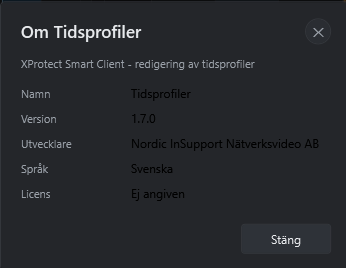 Om Tidsprofiler
XProtect Smart Client - redigering av tidsprofiler
Namn Tidsprofiler
Version 1.7.0
Utvecklare Nordic InSupport Nätverksvideo AB
Språk Svenska
Licens Ej angiven
Stäng